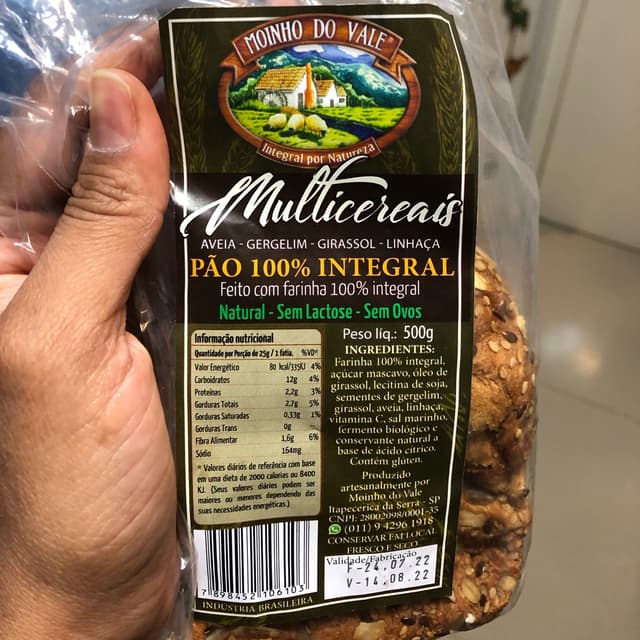 MOINHO DO VALE
Integral por Natureza
Multicereais
AVEIA - GERGELIM - GIRASSOL - LINHAÇA
PÃO 100% INTEGRAL
Feito com farinha 100% integral
Natural - Sem Lactose - Sem Ovos
Informação nutricional
Quantidade por Porção de 25g / 1 fatia. %VD*
Valor Energético 80 kcal/335KJ 4%
Carboidratos 12g 4%
Proteínas 2,2g 3%
Gorduras Totais 2,7g 5%
Gorduras Saturadas 0,33g 1%
Gorduras Trans 0g
Fibra Alimentar 1,6g 6%
Sódio 164mg
* Valores diários de referência com base
em uma dieta de 2000 calorias ou 8400
KJ. (Seus valores diários podem ser
maiores ou menores dependendo das
suas necessidades energéticas.)
7 898452 106103
INDÚSTRIA BRASILEIRA
Peso líq.: 500g
INGREDIENTES:
Farinha 100% integral,
açúcar mascavo, óleo de
girassol, lecitina de soja,
sementes de gergelim,
girassol, aveia, linhaça,
vitamina C, sal marinho,
fermento biológico e
conservante natural a
base de ácido cítrico.
Contém glúten.
Produzido
artesanalmente por
Moinho do Vale
Itapecerica da Serra - SP
CNPJ: 28002098/0001-35
(011) 9 4296 1918
CONSERVAR EM LOCAL
FRESCO E SECO
Validade/Fabricação
F-24.07.22
V-14.08.22